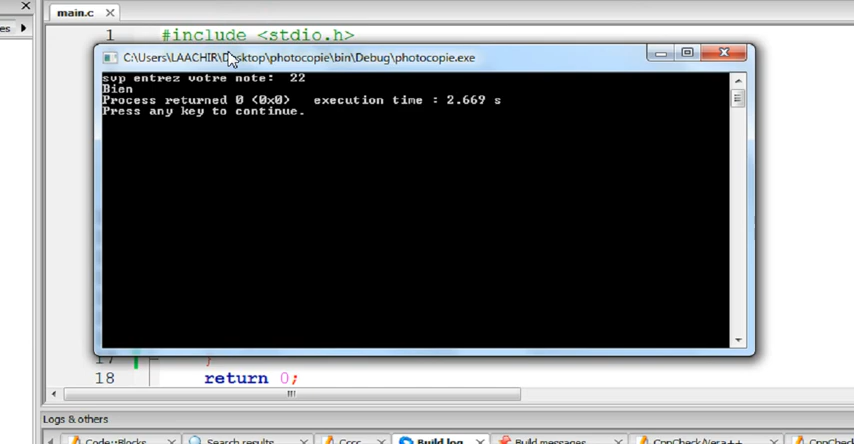 main.c
es
1 #include <stdio.h>
C:\Users\LAACHIR\Desktop\photocopie\bin\Debug\photocopie.exe
svp entrez votre note: 22
Bien
Process returned 0 (0x0) execution time : 2.669 s
Press any key to continue.
17 }
18 return 0;
Logs & others
Code::Blocks Search results Cccc Build log Build messages CppCheck/Vera++ CppChec